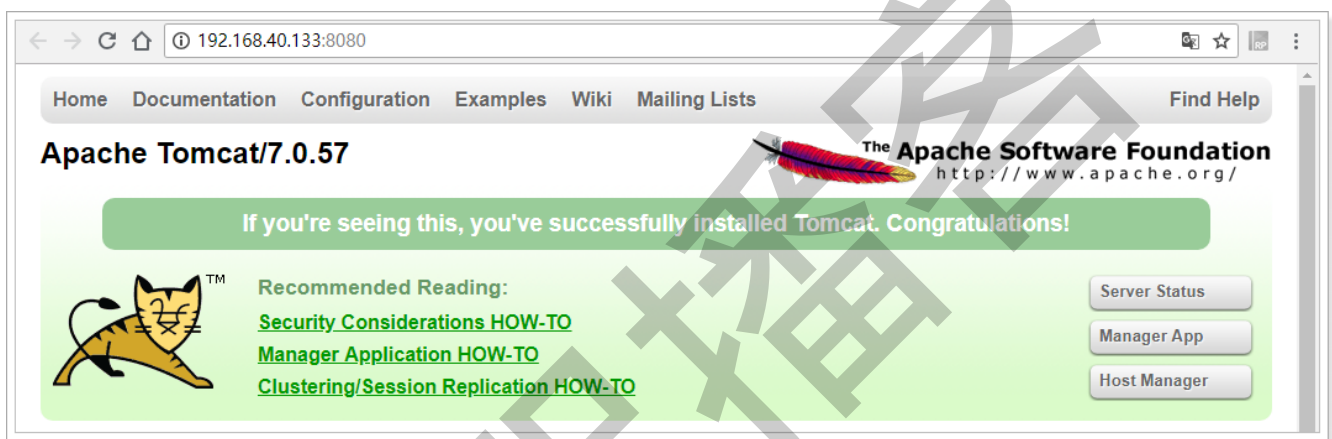 192.168.40.133:8080
Home Documentation Configuration Examples Wiki Mailing Lists Find Help
Apache Tomcat/7.0.57
The Apache Software Foundation
http://www.apache.org/
If you're seeing this, you've successfully installed Tomcat. Congratulations!
TM
Recommended Reading:
Security Considerations HOW-TO
Manager Application HOW-TO
Clustering/Session Replication HOW-TO
Server Status
Manager App
Host Manager
播客